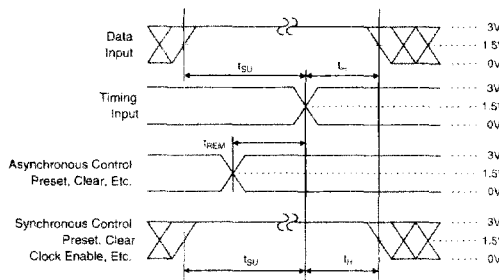 Data
Input
tSU
tH
3V
1.5V
0V
Timing
Input
3V
1.5V
0V
tREM
Asynchronous Control
Preset, Clear, Etc.
3V
1.5V
0V
Synchronous Control
Preset. Clear
Clock Enable, Etc.
tSU
tH
3V
1.5V
0V